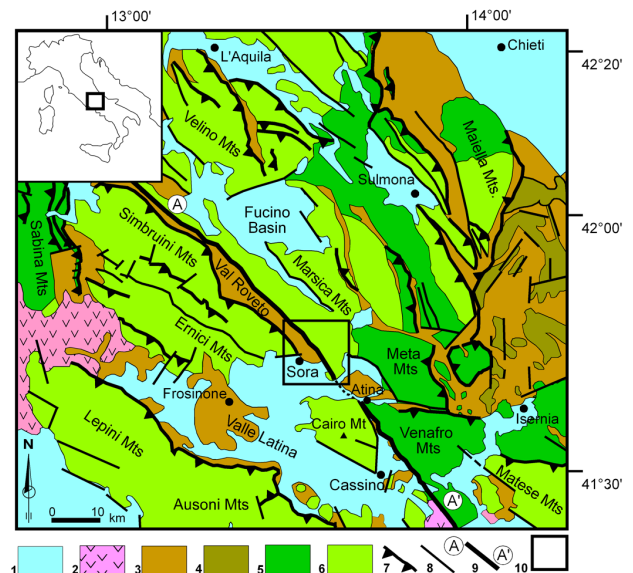 13°00'
14°00'
42°20'
42°00'
41°30'
L'Aquila
Chieti
Velino Mts
Maiella Mts.
Sulmona
A
Fucino
Basin
Sabina Mts
Simbruini Mts
Val Roveto
Marsica Mts
Ernici Mts
Sora
Meta
Mts
Atina
Frosinone
Isernia
Lepini Mts
Valle Latina
Cairo Mt
Venafro
Mts
N
Cassino
Matese Mts
A'
Ausoni Mts
0 10
km
1 2 3 4 5 6 7 8 A 9 A' 10